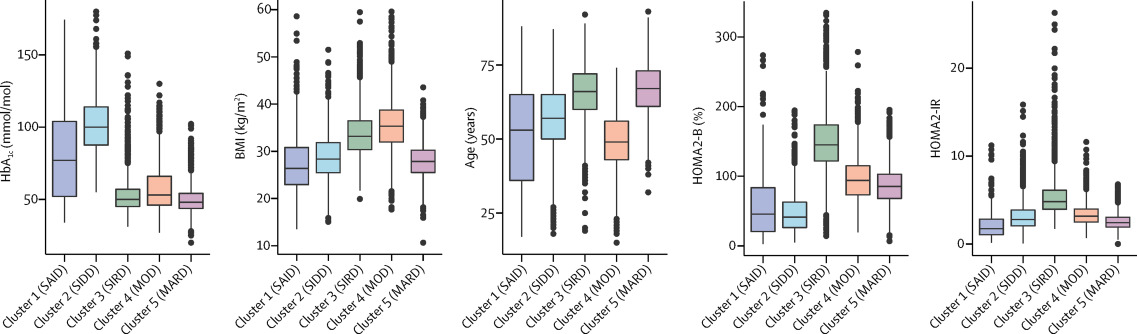 HbA1c (mmol/mol)
150
100
50
Cluster 1 (SAID)
Cluster 2 (SIDD)
Cluster 3 (SIRD)
Cluster 4 (MOD)
Cluster 5 (MARD)
BMI (kg/m²)
60
50
40
30
20
10
Cluster 1 (SAID)
Cluster 2 (SIDD)
Cluster 3 (SIRD)
Cluster 4 (MOD)
Cluster 5 (MARD)
Age (years)
75
50
25
Cluster 1 (SAID)
Cluster 2 (SIDD)
Cluster 3 (SIRD)
Cluster 4 (MOD)
Cluster 5 (MARD)
HOMA2-B (%)
300
200
100
0
Cluster 1 (SAID)
Cluster 2 (SIDD)
Cluster 3 (SIRD)
Cluster 4 (MOD)
Cluster 5 (MARD)
HOMA2-IR
20
10
0
Cluster 1 (SAID)
Cluster 2 (SIDD)
Cluster 3 (SIRD)
Cluster 4 (MOD)
Cluster 5 (MARD)